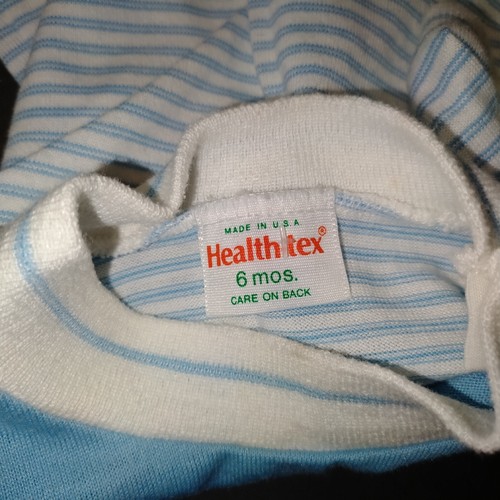 MADE IN U.S.A
Healthtex®
6 mos.
CARE ON BACK